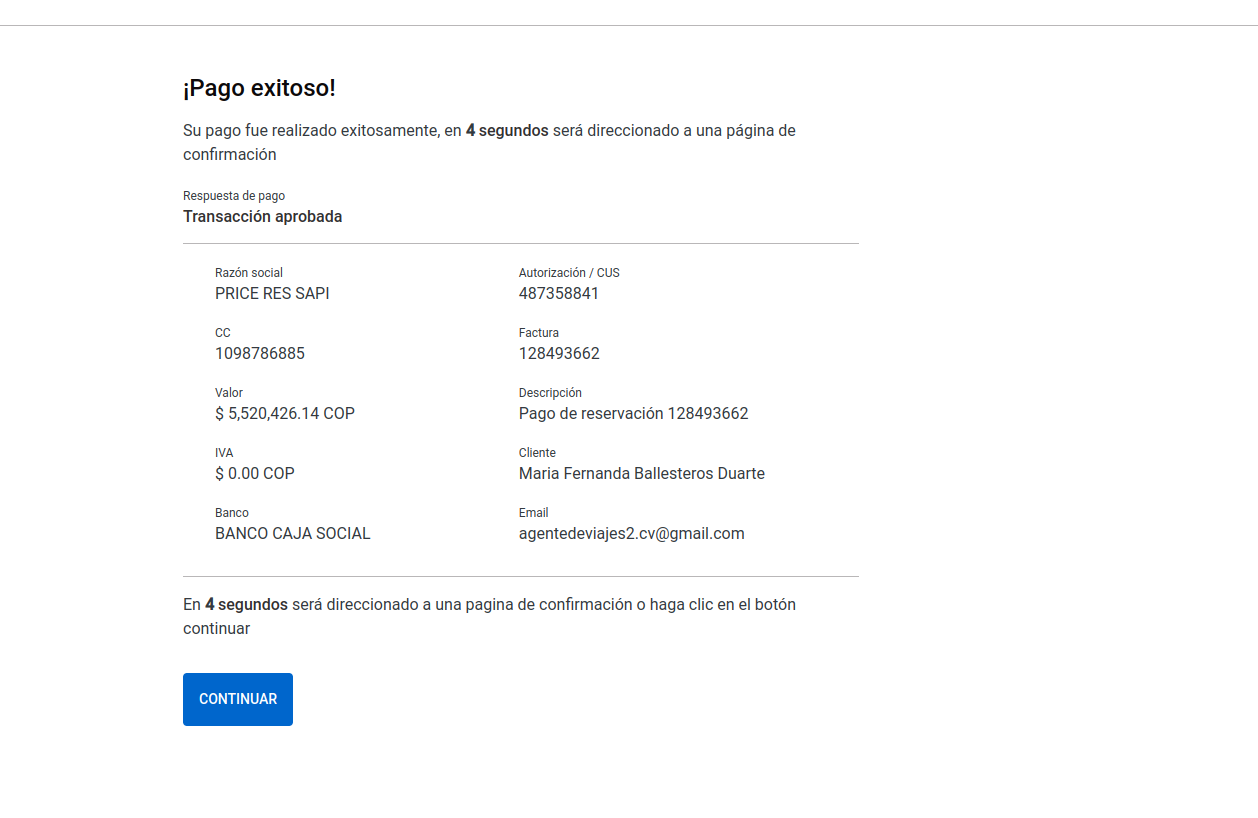 ¡Pago exitoso!
Su pago fue realizado exitosamente, en 4 segundos será direccionado a una página de
confirmación
Respuesta de pago
Transacción aprobada
Razón social
PRICE RES SAPI
Autorización / CUS
487358841
CC
1098786885
Factura
128493662
Valor
$ 5,520,426.14 COP
Descripción
Pago de reservación 128493662
IVA
$ 0.00 COP
Cliente
Maria Fernanda Ballesteros Duarte
Banco
BANCO CAJA SOCIAL
Email
agentedeviajes2.cv@gmail.com
En 4 segundos será direccionado a una pagina de confirmación o haga clic en el botón
continuar
CONTINUAR